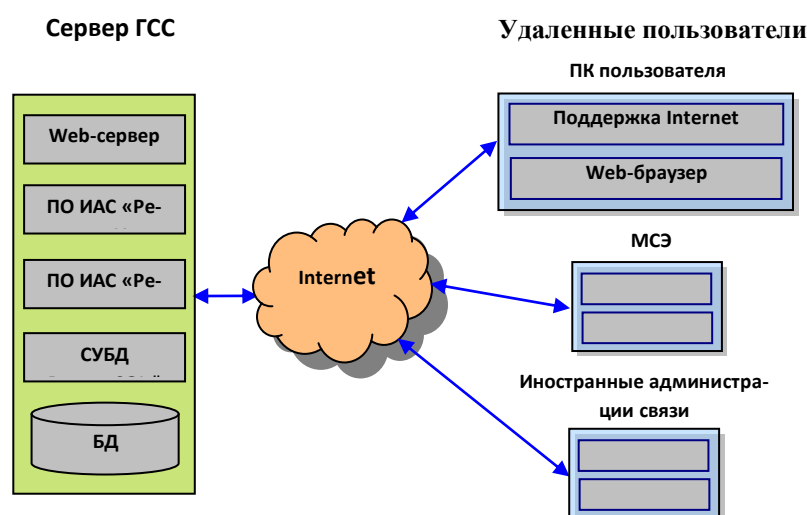 Сервер ГСС
Удаленные пользователи
ПК пользователя
Web-сервер
ПО ИАС «Ре-
ПО ИАС «Ре-
СУБД
БД
Internet
Поддержка Internet
Web-браузер
МСЭ
Иностранные администра-
ции связи